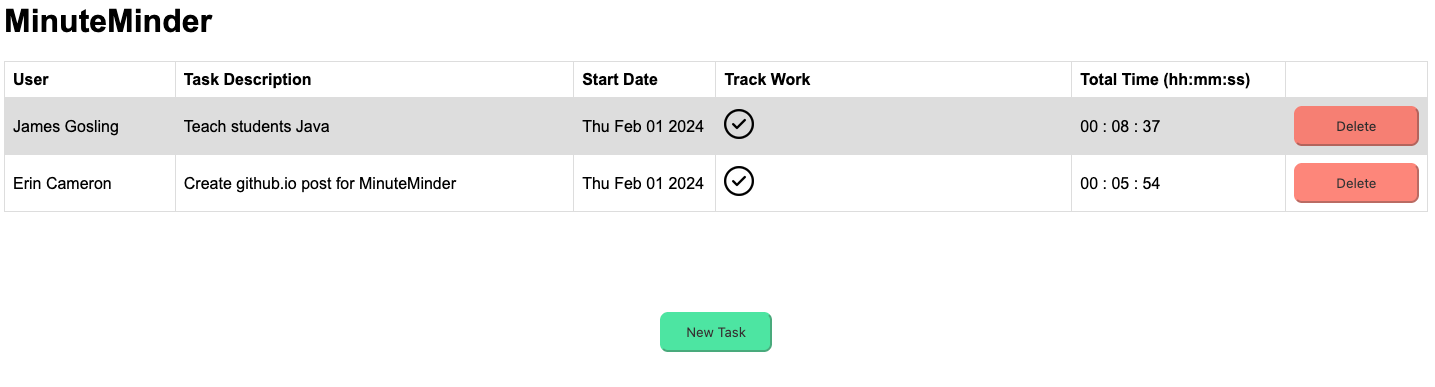 MinuteMinder
User Task Description Start Date Track Work Total Time (hh:mm:ss)
James Gosling Teach students Java Thu Feb 01 2024 00 : 08 : 37 Delete
Erin Cameron Create github.io post for MinuteMinder Thu Feb 01 2024 00 : 05 : 54 Delete
New Task